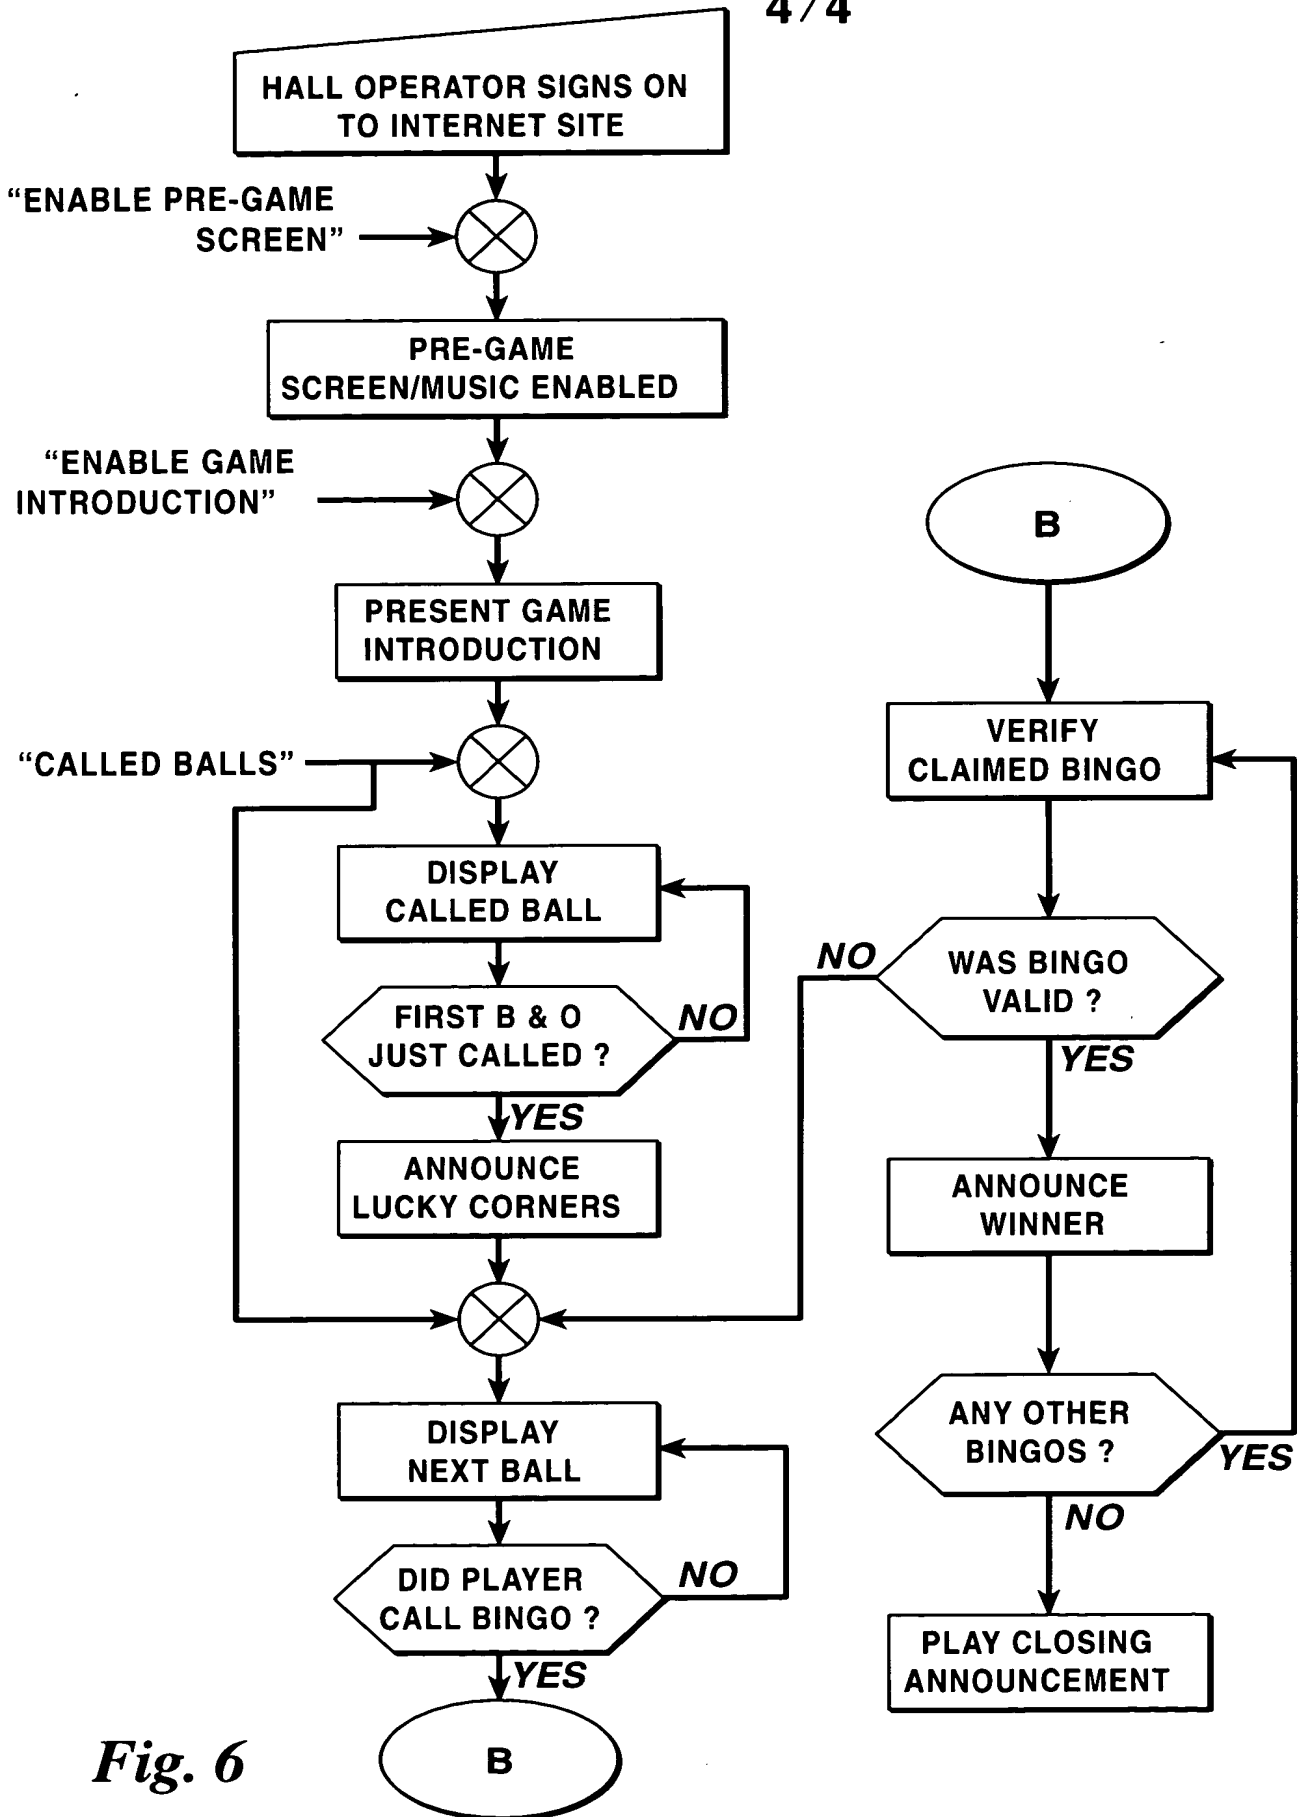 4/4
HALL OPERATOR SIGNS ON
TO INTERNET SITE
“ENABLE PRE-GAME
SCREEN”
PRE-GAME
SCREEN/MUSIC ENABLED
“ENABLE GAME
INTRODUCTION”
PRESENT GAME
INTRODUCTION
“CALLED BALLS”
DISPLAY
CALLED BALL
FIRST B & O
JUST CALLED ?
NO
YES
ANNOUNCE
LUCKY CORNERS
DISPLAY
NEXT BALL
DID PLAYER
CALL BINGO ?
NO
YES
B
B
VERIFY
CLAIMED BINGO
WAS BINGO
VALID ?
NO
YES
ANNOUNCE
WINNER
ANY OTHER
BINGOS ?
YES
NO
PLAY CLOSING
ANNOUNCEMENT
Fig. 6